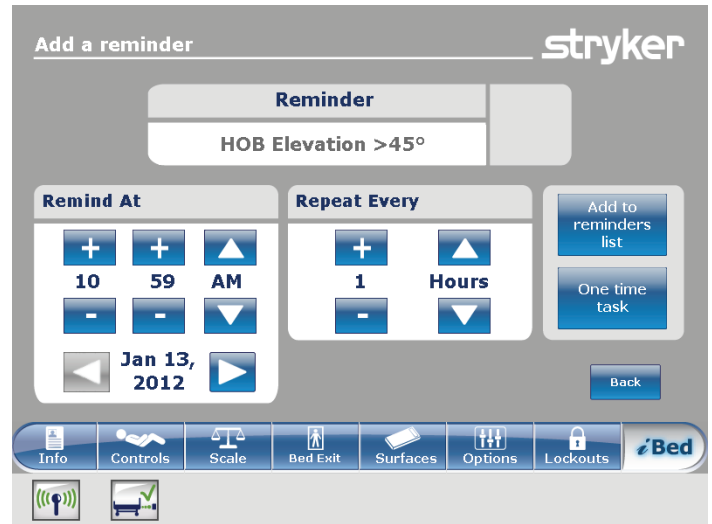 Add a reminder
stryker
Reminder
HOB Elevation >45°
Remind At
Repeat Every
Add to
reminders
list
+ + +
10 59 AM 1 Hours
- - -
One time
task
Jan 13,
2012
Back
Info Controls Scale Bed Exit Surfaces Options Lockouts iBed